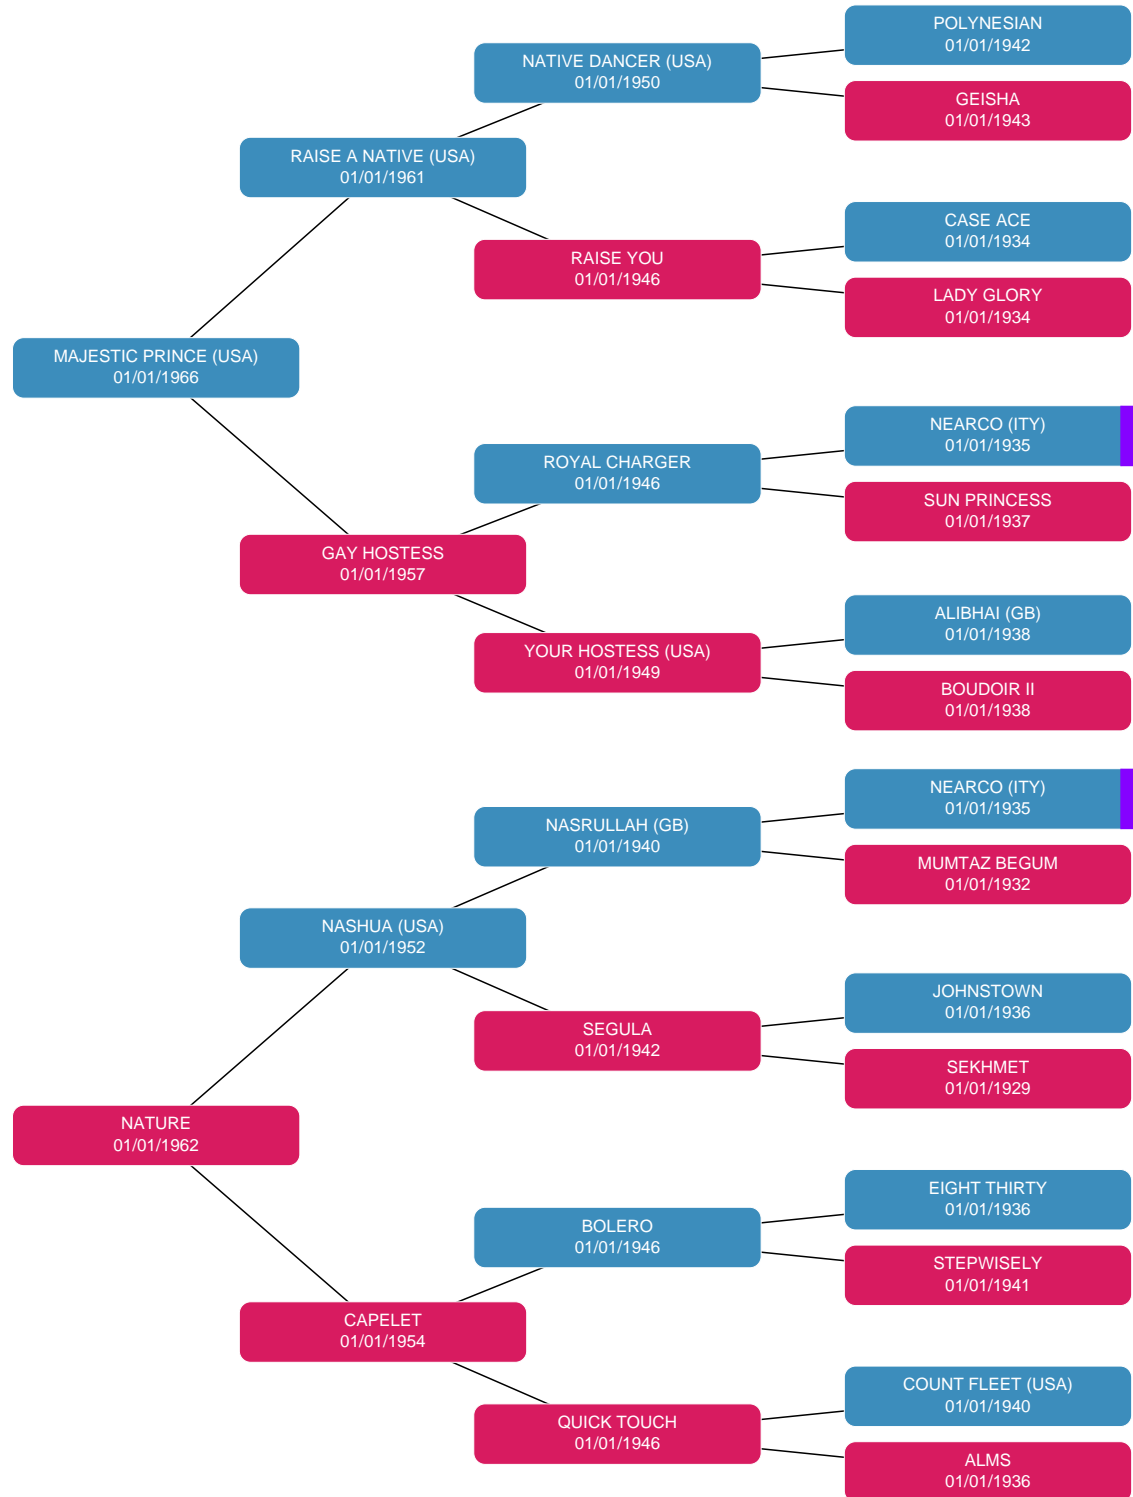 POLYNESIAN
01/01/1942
NATIVE DANCER (USA)
01/01/1950
GEISHA
01/01/1943
RAISE A NATIVE (USA)
01/01/1961
CASE ACE
01/01/1934
RAISE YOU
01/01/1946
LADY GLORY
01/01/1934
MAJESTIC PRINCE (USA)
01/01/1966
NEARCO (ITY)
01/01/1935
ROYAL CHARGER
01/01/1946
SUN PRINCESS
01/01/1937
GAY HOSTESS
01/01/1957
ALIBHAI (GB)
01/01/1938
YOUR HOSTESS (USA)
01/01/1949
BOUDOIR II
01/01/1938
NEARCO (ITY)
01/01/1935
NASRULLAH (GB)
01/01/1940
MUMTAZ BEGUM
01/01/1932
NASHUA (USA)
01/01/1952
JOHNSTOWN
01/01/1936
SEGULA
01/01/1942
SEKHMET
01/01/1929
NATURE
01/01/1962
EIGHT THIRTY
01/01/1936
BOLERO
01/01/1946
STEPWISELY
01/01/1941
CAPELET
01/01/1954
COUNT FLEET (USA)
01/01/1940
QUICK TOUCH
01/01/1946
ALMS
01/01/1936